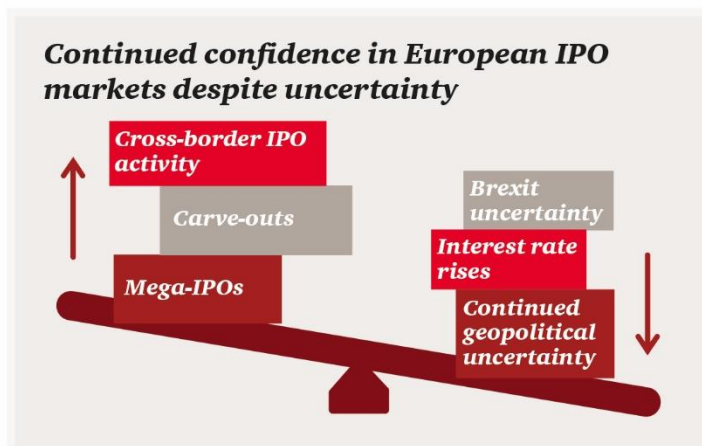 Continued confidence in European IPO
markets despite uncertainty
Cross-border IPO
activity
Carve-outs
Mega-IPOs
Brexit
uncertainty
Interest rate
rises
Continued
geopolitical
uncertainty